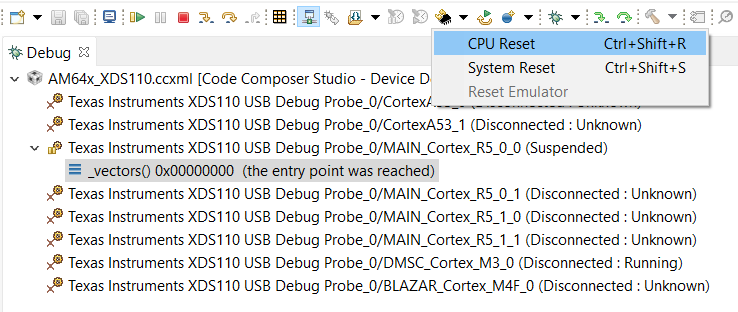 CPU Reset Ctrl+Shift+R
System Reset Ctrl+Shift+S
Reset Emulator
Debug
AM64x_XDS110.ccxml [Code Composer Studio - Device De
Texas Instruments XDS110 USB Debug Probe_0/CortexA53_0 (Disconnected : Unknown)
Texas Instruments XDS110 USB Debug Probe_0/CortexA53_1 (Disconnected : Unknown)
Texas Instruments XDS110 USB Debug Probe_0/MAIN_Cortex_R5_0_0 (Suspended)
_vectors() 0x00000000 (the entry point was reached)
Texas Instruments XDS110 USB Debug Probe_0/MAIN_Cortex_R5_0_1 (Disconnected : Unknown)
Texas Instruments XDS110 USB Debug Probe_0/MAIN_Cortex_R5_1_0 (Disconnected : Unknown)
Texas Instruments XDS110 USB Debug Probe_0/MAIN_Cortex_R5_1_1 (Disconnected : Unknown)
Texas Instruments XDS110 USB Debug Probe_0/DMSC_Cortex_M3_0 (Disconnected : Running)
Texas Instruments XDS110 USB Debug Probe_0/BLAZAR_Cortex_M4F_0 (Disconnected : Unknown)